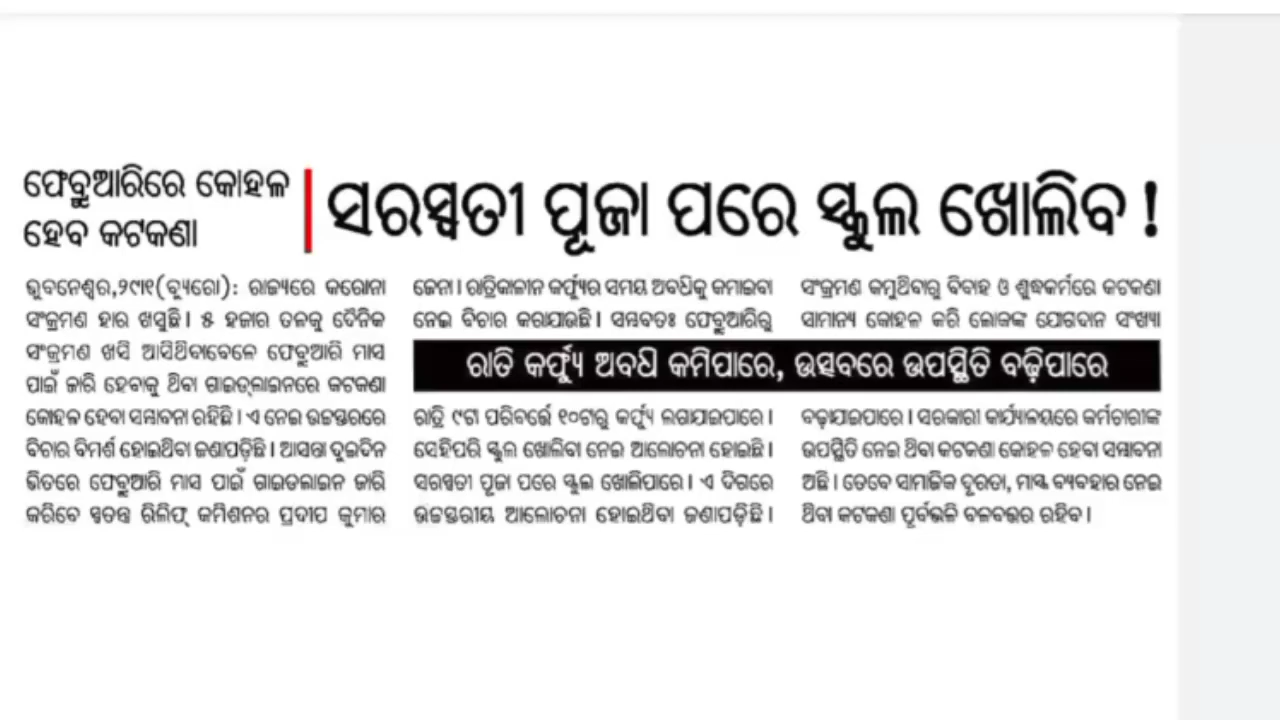 ଫେବ୍ରୁଆରିରେ କୋହଳ
ହେବ କଟକଣା
ସରସ୍ୱତୀ ପୂଜା ପରେ ସ୍କୁଲ ଖୋଲିବ !
ଭୁବନେଶ୍ୱର,୨୯ା୧(ବ୍ୟୁରୋ): ରାଜ୍ୟରେ କରୋନା
ସଂକ୍ରମଣ ହାର ଖସୁଛି । ୫ ହଜାର ତଳକୁ ଦୈନିକ
ସଂକ୍ରମଣ ଖସି ଆସିଥିବାବେଳେ ଫେବ୍ରୁଆରି ମାସ
ପାଇଁ ଜାରି ହେବାକୁ ଥିବା ଗାଇଡ୍‌ଲାଇନରେ କଟକଣା
କୋହଳ ହେବା ସମ୍ଭାବନା ରହିଛି । ଏ ନେଇ ଉଚ୍ଚସ୍ତରରେ
ବିଚାର ବିମର୍ଶ ହୋଇଥିବା ଜଣାପଡ଼ିଛି । ଆସନ୍ତା ଦୁଇଦିନ
ଭିତରେ ଫେବ୍ରୁଆରି ମାସ ପାଇଁ ଗାଇଡଲାଇନ ଜାରି
କରିବେ ସ୍ୱତନ୍ତ୍ର ରିଲିଫ୍ କମିଶନର ପ୍ରଦୀପ କୁମାର
ଜେନା । ରାତ୍ରିକାଳୀନ କର୍ଫ୍ୟୁର ସମୟ ଅବଧିକୁ କମାଇବା
ନେଇ ବିଚାର କରାଯାଉଛି । ସମ୍ଭବତଃ ଫେବ୍ରୁଆରିରୁ
ସଂକ୍ରମଣ କମୁଥିବାରୁ ବିବାହ ଓ ଶୁଦ୍ଧକର୍ମରେ କଟକଣା
ସାମାନ୍ୟ କୋହଳ କରି ଲୋକଙ୍କ ଯୋଗଦାନ ସଂଖ୍ୟା
ରାତି କର୍ଫ୍ୟୁ ଅବଧି କମିପାରେ, ଉତ୍ସବରେ ଉପସ୍ଥିତି ବଢ଼ିପାରେ
ରାତ୍ରି ୯ଟା ପରିବର୍ତ୍ତେ ୧୦ଟାରୁ କର୍ଫ୍ୟୁ ଲଗାଯାଇପାରେ ।
ସେହିପରି ସ୍କୁଲ ଖୋଲିବା ନେଇ ଆଲୋଚନା ହୋଇଛି ।
ସରସ୍ୱତୀ ପୂଜା ପରେ ସ୍କୁଲ ଖୋଲିପାରେ । ଏ ଦିଗରେ
ଉଚ୍ଚସ୍ତରୀୟ ଆଲୋଚନା ହୋଇଥିବା ଜଣାପଡ଼ିଛି ।
ବଢ଼ାଯାଇପାରେ । ସରକାରୀ କାର୍ଯ୍ୟାଳୟରେ କର୍ମଚାରୀଙ୍କ
ଉପସ୍ଥିତି ନେଇ ଥିବା କଟକଣା କୋହଳ ହେବା ସମ୍ଭାବନା
ଅଛି । ତେବେ ସାମାଜିକ ଦୂରତା, ମାସ୍କ ବ୍ୟବହାର ନେଇ
ଥିବା କଟକଣା ପୂର୍ବଭଳି ବଳବତ୍ତର ରହିବ ।